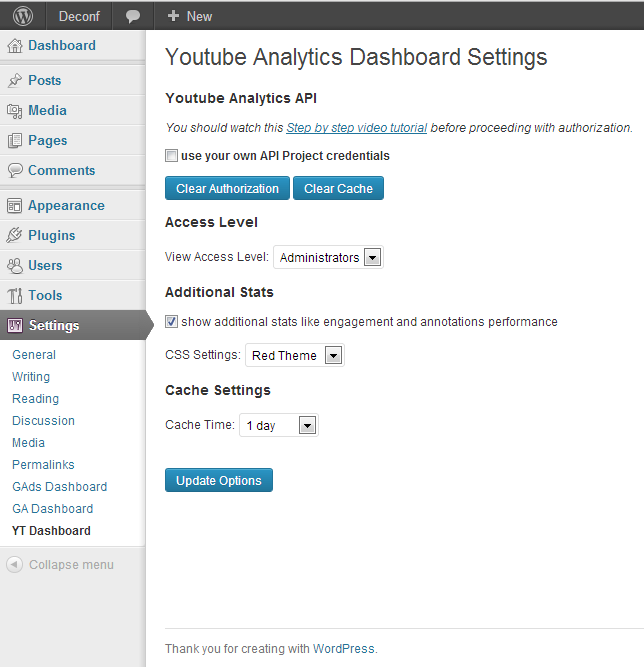 Deconf
New
Dashboard
Posts
Media
Pages
Comments
Appearance
Plugins
Users
Tools
Settings
General
Writing
Reading
Discussion
Media
Permalinks
GAds Dashboard
GA Dashboard
YT Dashboard
Collapse menu
Youtube Analytics Dashboard Settings
Youtube Analytics API
You should watch this Step by step video tutorial before proceeding with authorization.
use your own API Project credentials
Clear Authorization Clear Cache
Access Level
View Access Level: Administrators
Additional Stats
show additional stats like engagement and annotations performance
CSS Settings: Red Theme
Cache Settings
Cache Time: 1 day
Update Options
Thank you for creating with WordPress.